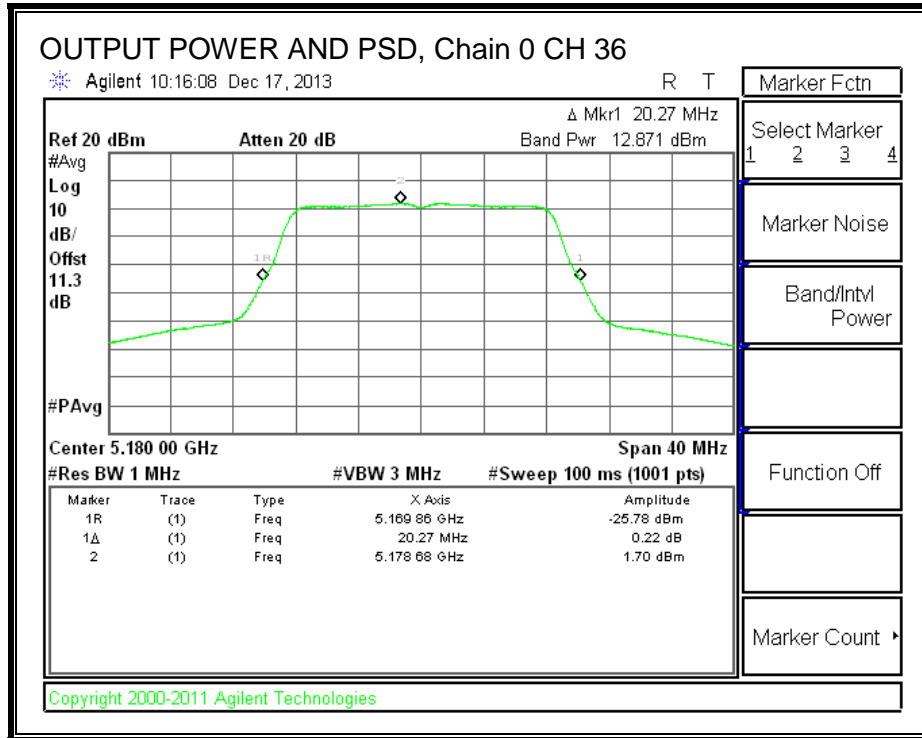 OUTPUT POWER AND PSD, Chain 0 CH 36
Agilent 10:16:08 Dec 17, 2013 R T
Δ Mkr1 20.27 MHz
Ref 20 dBm Atten 20 dB Band Pwr 12.871 dBm
#Avg
Log
10
dB/
Offst
11.3
dB
#PAvg
2
1R
1
Center 5.180 00 GHz Span 40 MHz
#Res BW 1 MHz #VBW 3 MHz #Sweep 100 ms (1001 pts)
Marker Trace Type X Axis Amplitude
1R (1) Freq 5.169 86 GHz -25.78 dBm
1Δ (1) Freq 20.27 MHz 0.22 dB
2 (1) Freq 5.178 68 GHz 1.70 dBm
Copyright 2000-2011 Agilent Technologies
Marker Fctn
Select Marker
1 2 3 4
Marker Noise
Band/Intvl
Power
Function Off
Marker Count